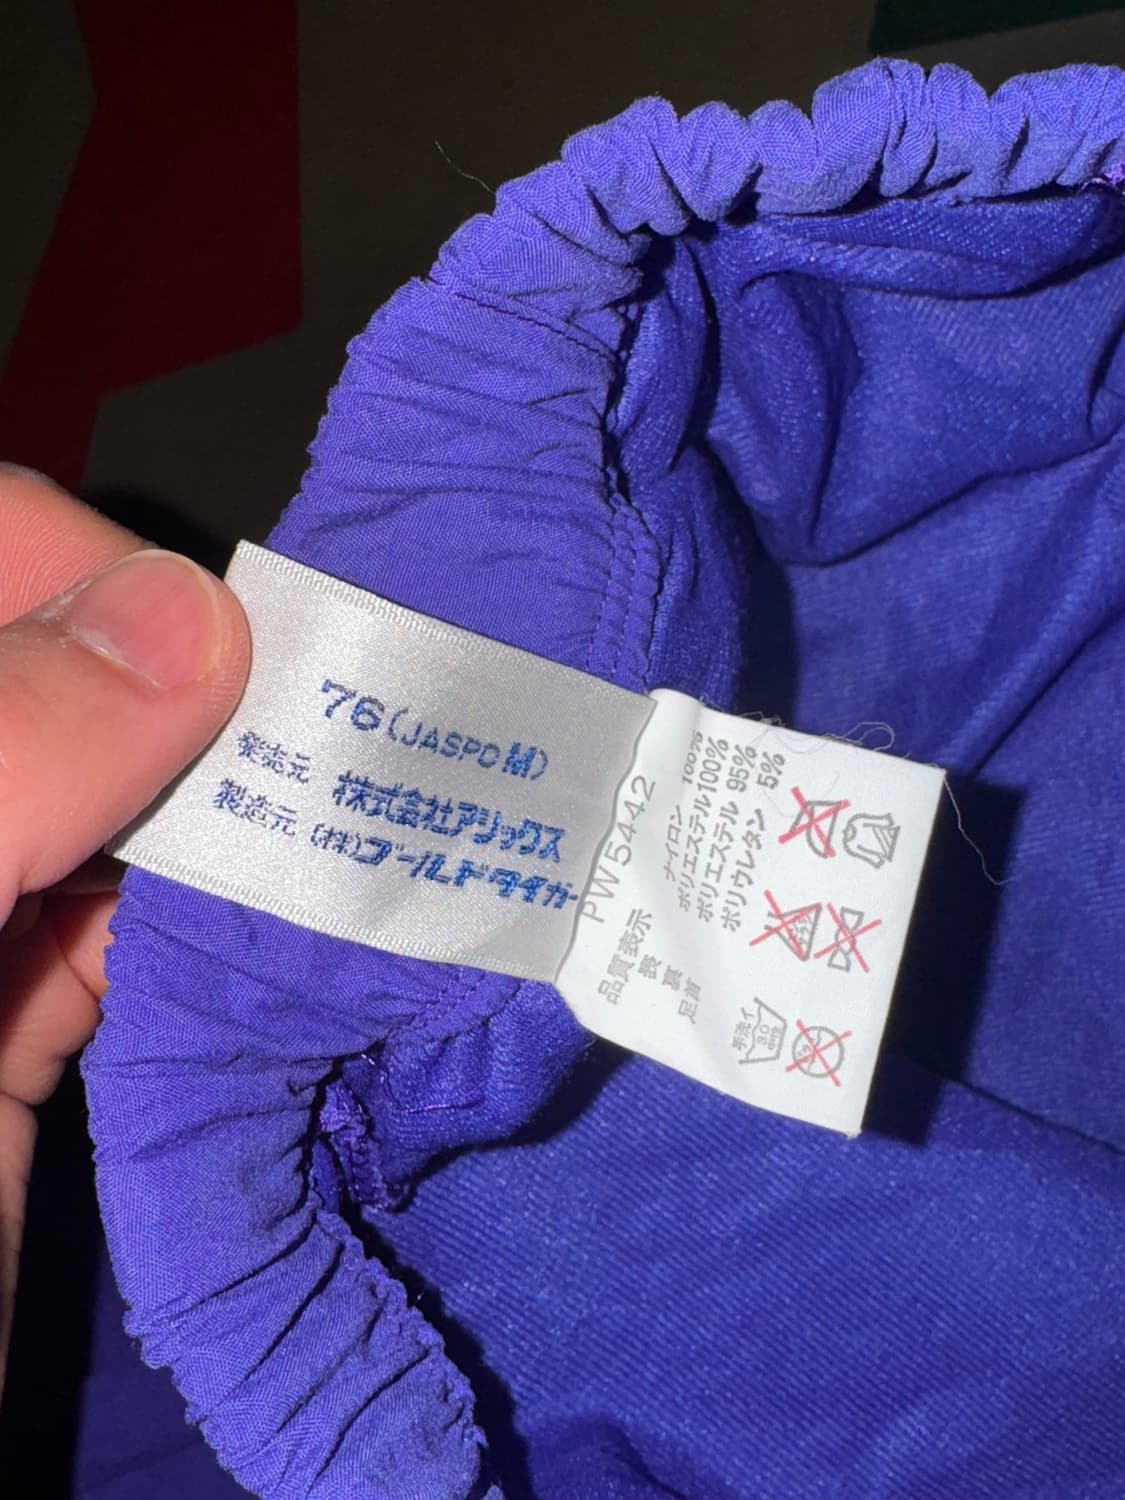 76(JASPO M)
発売元 株式会社アリックス
製造元 (株)ゴールドタイガー
PW5442
品質表示
表 ナイロン 100%
裏 ポリエステル100%
足首 ポリエステル 95%
ポリウレタン 5%
手洗イ
30